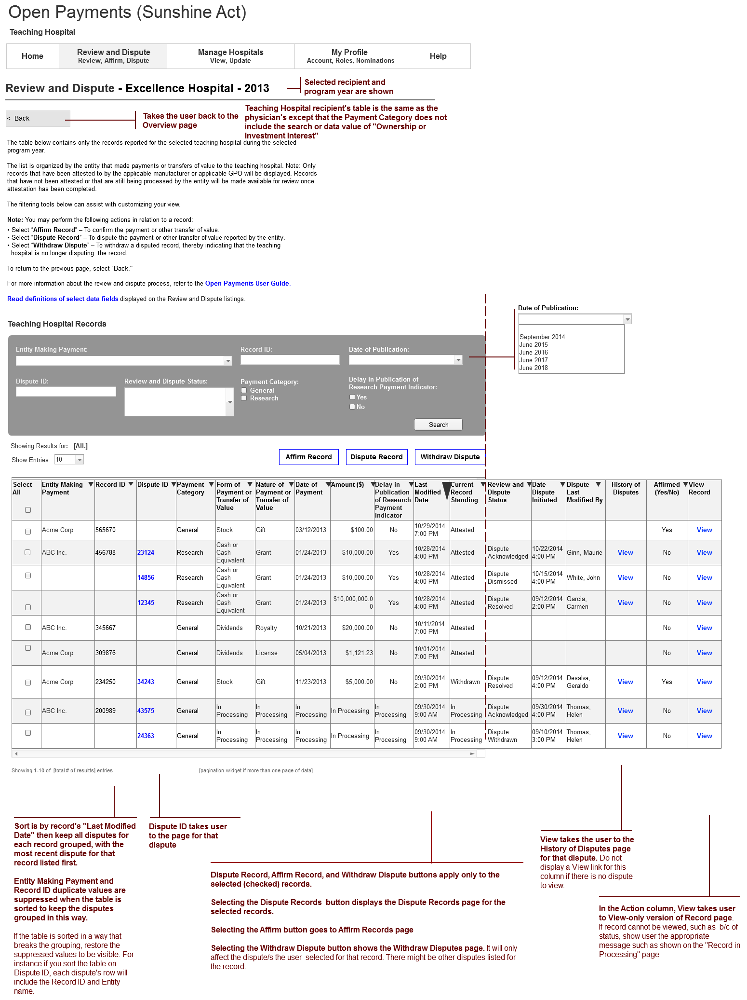 Open Payments (Sunshine Act)
Teaching Hospital
Home
Review and Dispute
Review, Affirm, Dispute
Manage Hospitals
View, Update
My Profile
Account, Roles, Nominations
Help
Review and Dispute - Excellence Hospital - 2013
Selected recipient and
program year are shown
< Back
Takes the user back to the
Overview page
Teaching Hospital recipient's table is the same as the
physician's except that the Payment Category does not
include the search or data value of "Ownership or
Investment Interest"
The table below contains only the records reported for the selected teaching hospital during the selected
program year.
The list is organized by the entity that made payments or transfers of value to the teaching hospital. Note: Only
records that have been attested to by the applicable manufacturer or applicable GPO will be displayed. Records
that have not been attested or that are still being processed by the entity will be made available for review once
attestation has been completed.
The filtering tools below can assist with customizing your view.
Note: You may perform the following actions in relation to a record:
• Select “Affirm Record” – To confirm the payment or other transfer of value.
• Select “Dispute Record” – To dispute the payment or other transfer of value reported by the entity.
• Select “Withdraw Dispute” – To withdraw a disputed record, thereby indicating that the teaching
hospital is no longer disputing the record.
To return to the previous page, select “Back."
For more information about the review and dispute process, refer to the Open Payments User Guide.
Read definitions of select data fields displayed on the Review and Dispute listings.
Teaching Hospital Records
Entity Making Payment:
Record ID:
Date of Publication:
Dispute ID:
Review and Dispute Status:
Payment Category:
General
Research
Delay in Publication of
Research Payment Indicator:
Yes
No
Search
Date of Publication:
September 2014
June 2015
June 2016
June 2017
June 2018
Showing Results for: [All.]
Show Entries 10
Affirm Record
Dispute Record
Withdraw Dispute
Select
All
Entity Making
Payment
Record ID
Dispute ID
Payment
Category
Form of
Payment or
Transfer of
Value
Nature of
Payment or
Transfer of
Value
Date of
Payment
Amount ($)
Delay in
Publication
of Research
Payment
Indicator
Last
Modified
Date
Current
Record
Standing
Review and
Dispute
Status
Date
Dispute
Initiated
Dispute
Last
Modified By
History of
Disputes
Affirmed
(Yes/No)
View
Record
Acme Corp
565670
General
Stock
Gift
03/12/2013
$100.00
No
10/29/2014
7:00 PM
Attested
Yes
View
ABC Inc.
456788
23124
Research
Cash or
Cash
Equivalent
Grant
01/24/2013
$10,000.00
Yes
10/28/2014
4:00 PM
Attested
Dispute
Acknowledged
10/22/2014
4:00 PM
Ginn, Maurie
View
No
View
14856
Research
Cash or
Cash
Equivalent
Grant
01/24/2013
$10,000.00
Yes
10/28/2014
4:00 PM
Attested
Dispute
Dismissed
10/15/2014
4:00 PM
White, John
View
No
View
12345
Research
Cash or
Cash
Equivalent
Grant
01/24/2013
$10,000,000.0
0
Yes
10/28/2014
4:00 PM
Attested
Dispute
Resolved
09/12/2014
2:00 PM
Garcia,
Carmen
View
No
View
ABC Inc.
345667
General
Dividends
Royalty
10/21/2013
$20,000.00
No
10/11/2014
7:00 PM
Attested
No
View
Acme Corp
309876
General
Dividends
License
05/04/2013
$1,121.23
No
10/01/2014
7:00 PM
Attested
No
View
Acme Corp
234250
34243
General
Stock
Gift
11/23/2013
$5,000.00
No
09/30/2014
2:00 PM
Withdrawn
Dispute
Resolved
09/12/2014
4:00 PM
Desalva,
Geraldo
View
Yes
View
ABC Inc.
200989
43575
General
In
Processing
In
Processing
In
Processing
In Processing
In
Processing
09/30/2014
9:00 AM
In
Processing
Dispute
Acknowledged
09/30/2014
4:00 PM
Thomas,
Helen
View
No
View
24363
General
In
Processing
In
Processing
In
Processing
In Processing
In
Processing
09/30/2014
9:00 AM
In
Processing
Dispute
Withdrawn
09/10/2014
3:00 PM
Thomas,
Helen
View
No
View
Showing 1-10 of [total # of resultts] entries
[pagination widget if more than one page of data]
Sort is by record's "Last Modified
Date" then keep all disputes for
each record grouped, with the
most recent dispute for that
record listed first.
Entity Making Payment and
Record ID duplicate values are
suppressed when the table is
sorted to keep the disputes
grouped in this way.
If the table is sorted in a way that
breaks the grouping, restore the
suppressed values to be visible. For
instance if you sort the table on
Dispute ID, each dispute's row will
include the Record ID and Entity
name.
Dispute ID takes user
to the page for that
dispute
Dispute Record, Affirm Record, and Withdraw Dispute buttons apply only to the
selected (checked) records.
Selecting the Dispute Records button displays the Dispute Records page for the
selected records.
Selecting the Affirm button goes to Affirm Records page
Selecting the Withdraw Dispute button shows the Withdraw Disputes page. It will only
affect the dispute/s the user selected for that record. There might be other disputes listed for
the record.
View takes the user to the
History of Disputes page
for that dispute. Do not
display a View link for this
column if there is no dispute
to view.
In the Action column, View takes user
to View-only version of Record page.
If record cannot be viewed, such as b/c of
status, show user the appropriate
message such as shown on the "Record in
Processing" page